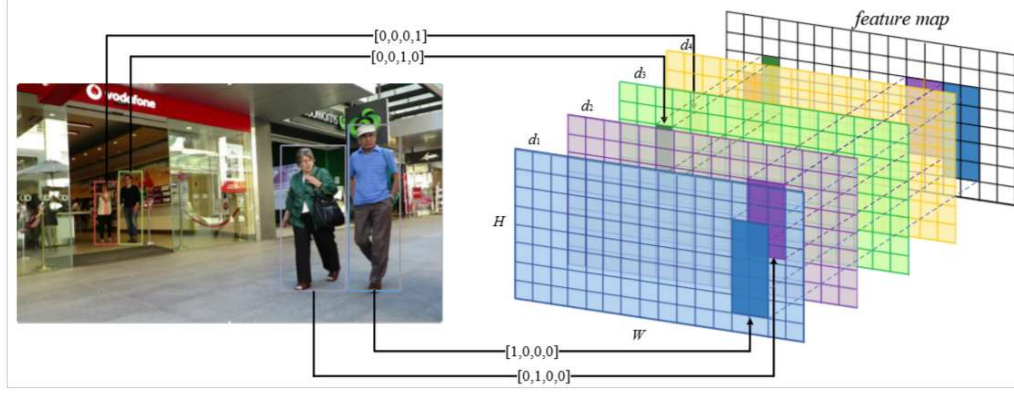 [0,0,0,1]
[0,0,1,0]
feature map
d4
d3
d2
d1
vodafone
H
W
[1,0,0,0]
[0,1,0,0]